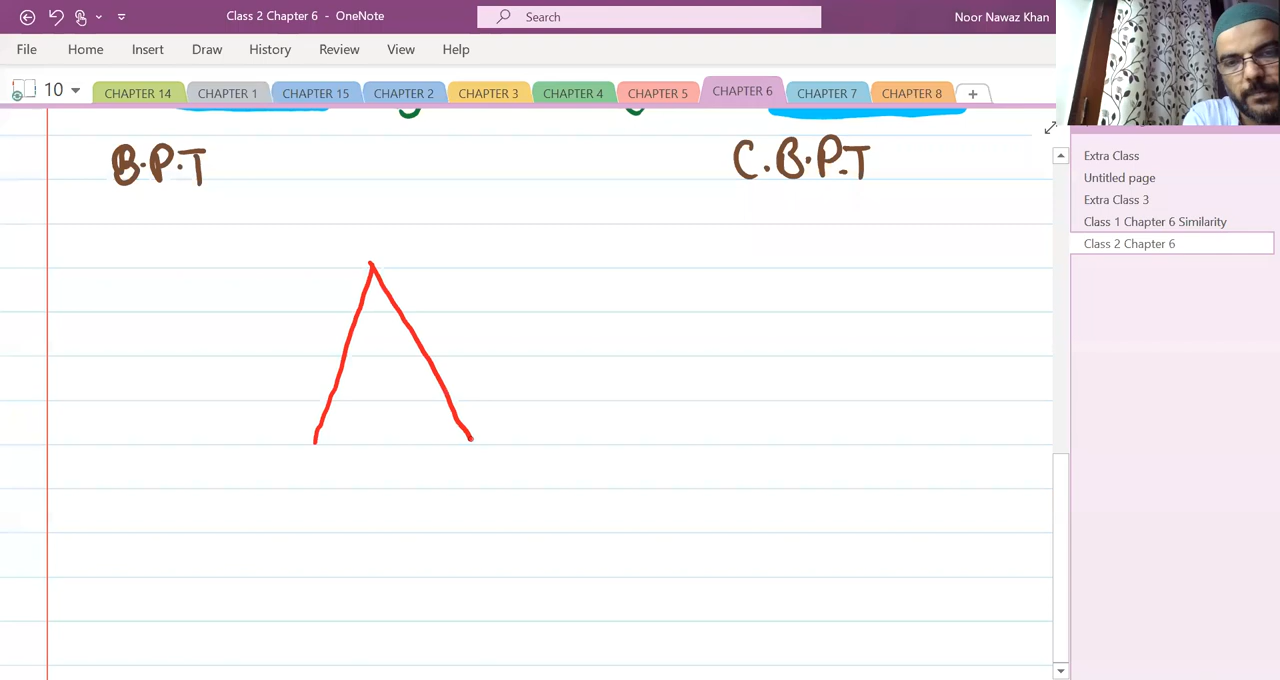 Class 2 Chapter 6 - OneNote
Search
Noor Nawaz Khan
File Home Insert Draw History Review View Help
10
CHAPTER 14 CHAPTER 1 CHAPTER 15 CHAPTER 2 CHAPTER 3 CHAPTER 4 CHAPTER 5 CHAPTER 6 CHAPTER 7 CHAPTER 8 +
B.P.T
C.B.P.T
Extra Class
Untitled page
Extra Class 3
Class 1 Chapter 6 Similarity
Class 2 Chapter 6